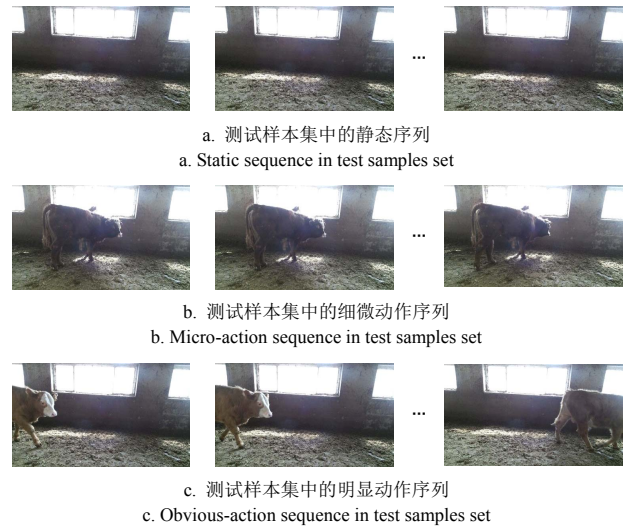 ...
a. 测试样本集中的静态序列
a. Static sequence in test samples set
...
b. 测试样本集中的细微动作序列
b. Micro-action sequence in test samples set
...
c. 测试样本集中的明显动作序列
c. Obvious-action sequence in test samples set